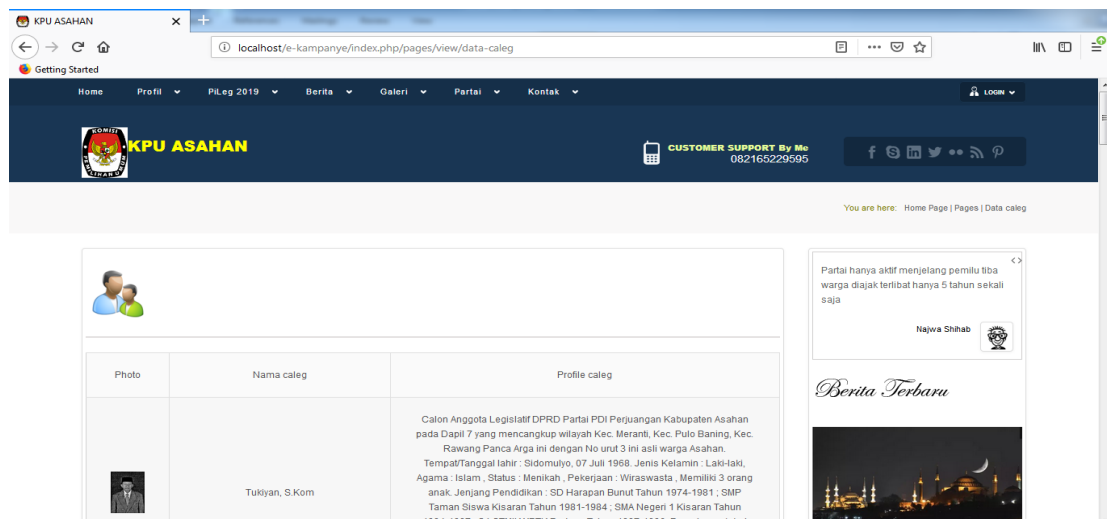 KPU ASAHAN
localhost/e-kampanye/index.php/pages/view/data-caleg
Getting Started
Home Profil PiLeg 2019 Berita Galeri Partai Kontak LOGIN
KOMISI
PEMILIHAN UMUM
KPU ASAHAN
CUSTOMER SUPPORT By Me
082165229595
You are here: Home Page | Pages | Data caleg
Partai hanya aktif menjelang pemilu tiba
warga diajak terlibat hanya 5 tahun sekali
saja
Najwa Shihab
Photo Nama caleg Profile caleg
Berita Terbaru
Tukiyan, S.Kom
Calon Anggota Legislatif DPRD Partai PDI Perjuangan Kabupaten Asahan
pada Dapil 7 yang mencangkup wilayah Kec. Meranti, Kec. Pulo Baning, Kec.
Rawang Panca Arga ini dengan No urut 3 ini asli warga Asahan.
Tempat/Tanggal lahir : Sidomulyo, 07 Juli 1968. Jenis Kelamin : Laki-laki,
Agama : Islam , Status : Menikah , Pekerjaan : Wiraswasta , Memiliki 3 orang
anak. Jenjang Pendidikan : SD Harapan Bunut Tahun 1974-1981 ; SMP
Taman Siswa Kisaran Tahun 1981-1984 ; SMA Negeri 1 Kisaran Tahun